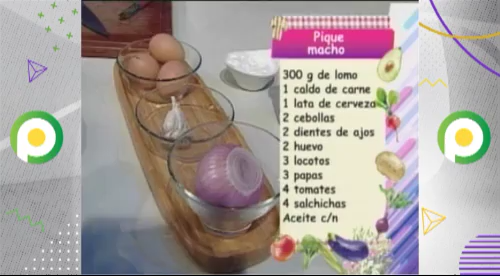 Pique
macho
300 g de lomo
1 caldo de carne
1 lata de cerveza
2 cebollas
2 dientes de ajos
2 huevo
3 locotos
3 papas
4 tomates
4 salchichas
Aceite c/n